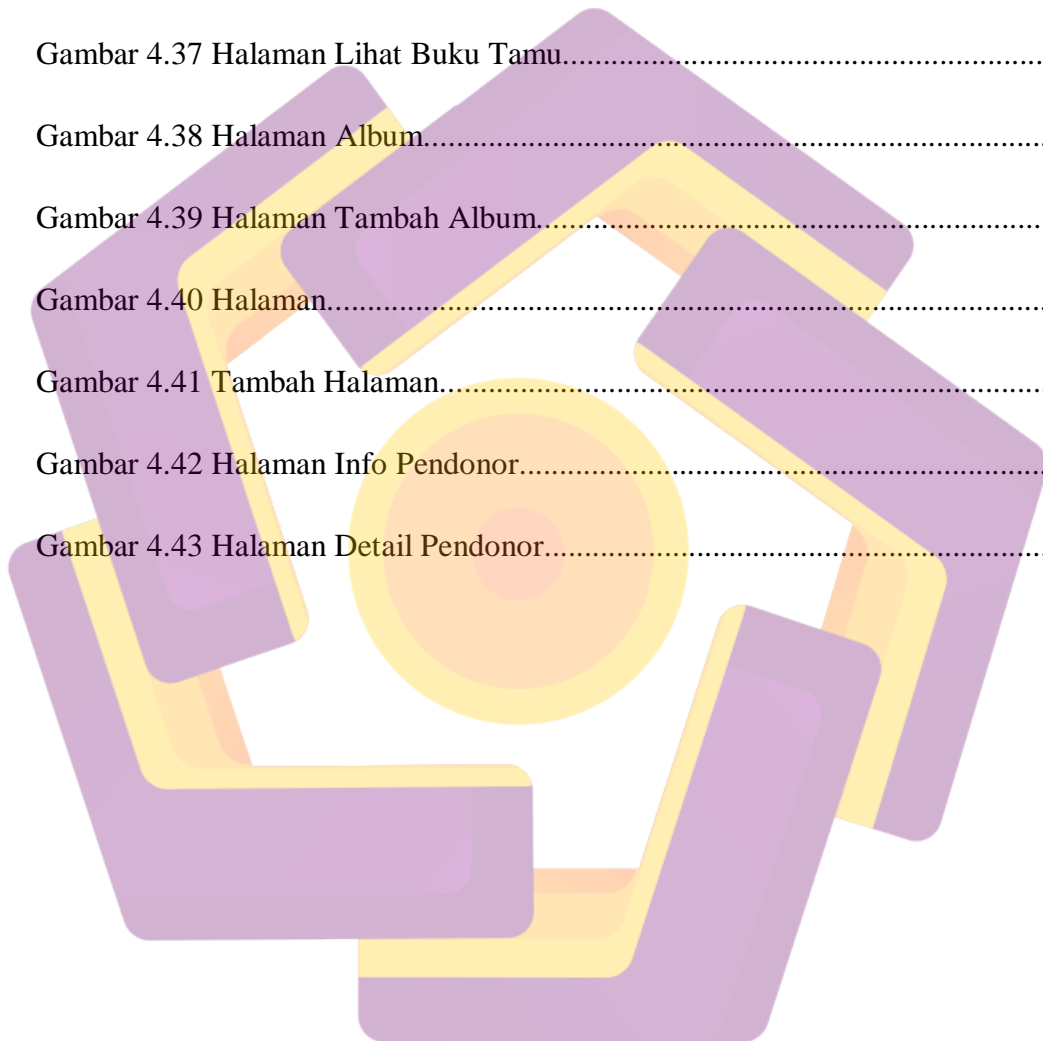 Gambar 4.37 Halaman Lihat Buku Tamu..................................................
Gambar 4.38 Halaman Album..................................................................
Gambar 4.39 Halaman Tambah Album....................................................
Gambar 4.40 Halaman..............................................................................
Gambar 4.41 Tambah Halaman................................................................
Gambar 4.42 Halaman Info Pendonor......................................................
Gambar 4.43 Halaman Detail Pendonor...................................................